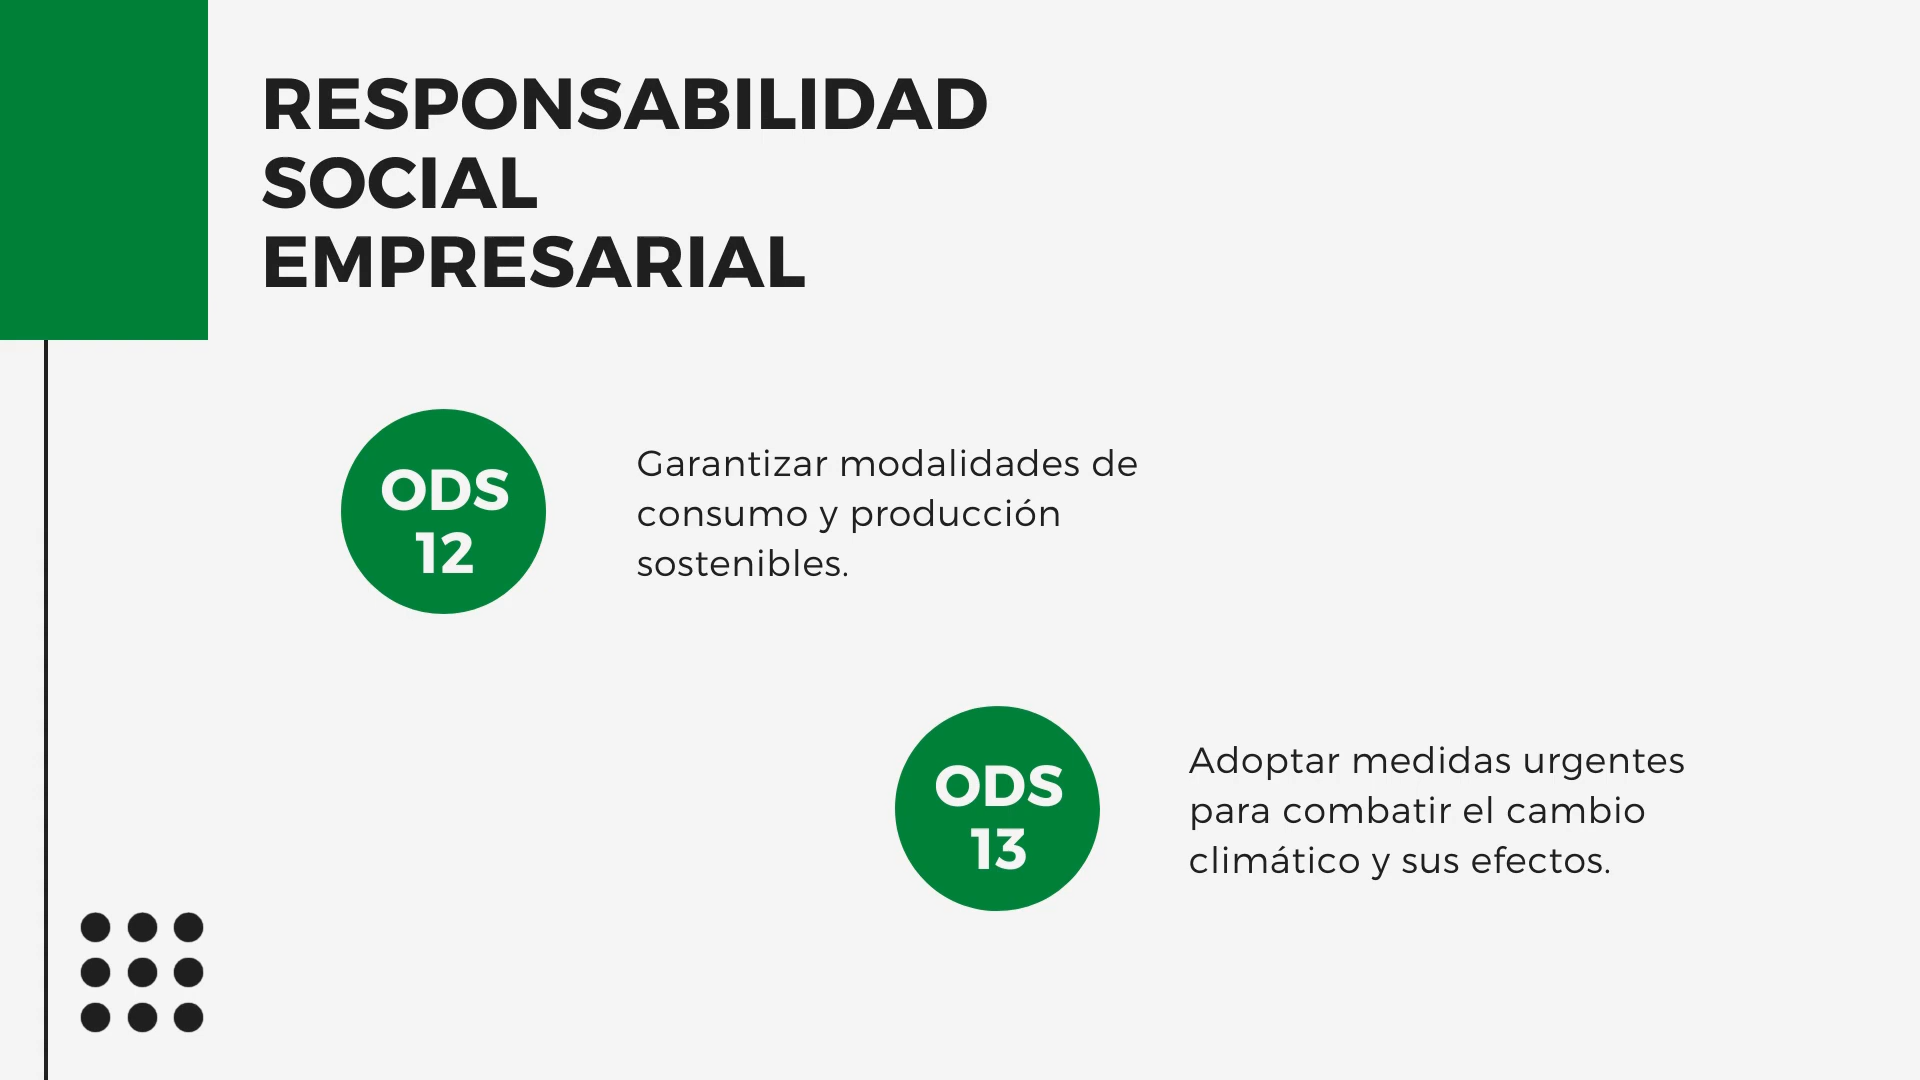 RESPONSABILIDAD
SOCIAL
EMPRESARIAL
ODS
12
Garantizar modalidades de
consumo y producción
sostenibles.
ODS
13
Adoptar medidas urgentes
para combatir el cambio
climático y sus efectos.